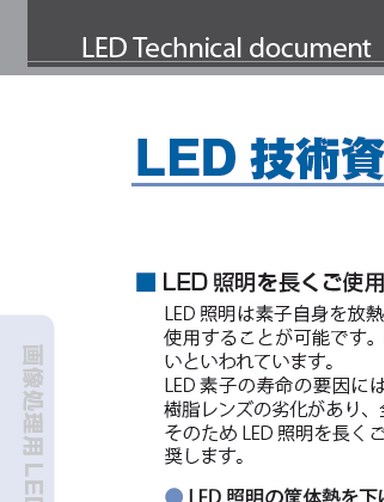 LED Technical document
LED 技術資
■ LED 照明を長くご使用
LED 照明は素子自身を放熱
使用することが可能です。
いといわれています。
LED 素子の寿命の要因には
樹脂レンズの劣化があり、
そのため LED 照明を長くご
奨します。
● LED 照明の筐体熱を下げ
画像処理用 LED